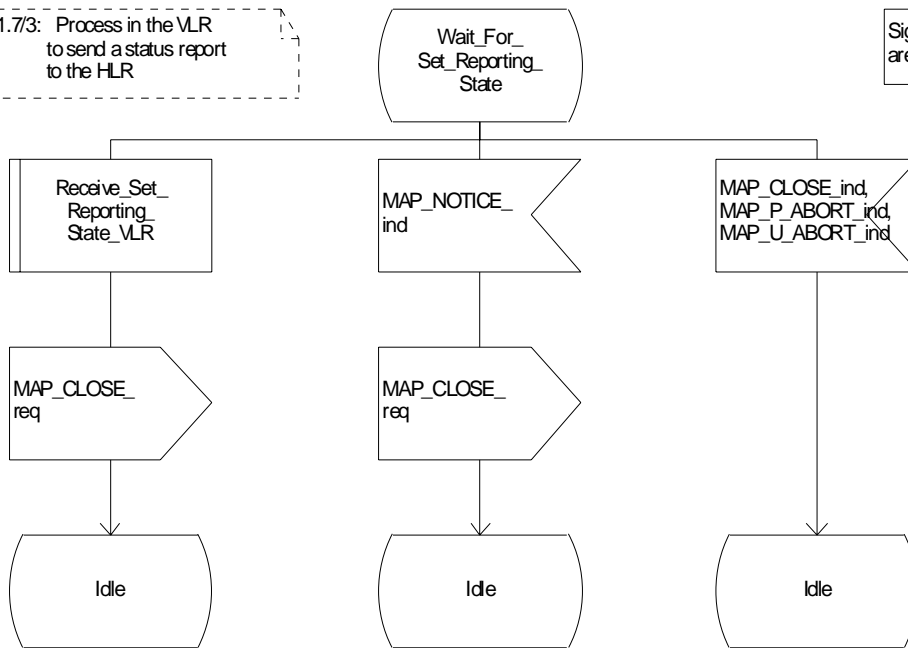 1.7/3: Process in the VLR
to send a status report
to the HLR
Wait_For_
Set_Reporting_
State
are
Receive_Set_
Reporting_
State_VLR
MAP_NOTICE_
ind
MAP_CLOSE_ind,
MAP_P_ABORT_ind,
MAP_U_ABORT_ind
MAP_CLOSE_
req
MAP_CLOSE_
req
Idle
Idle
Idle